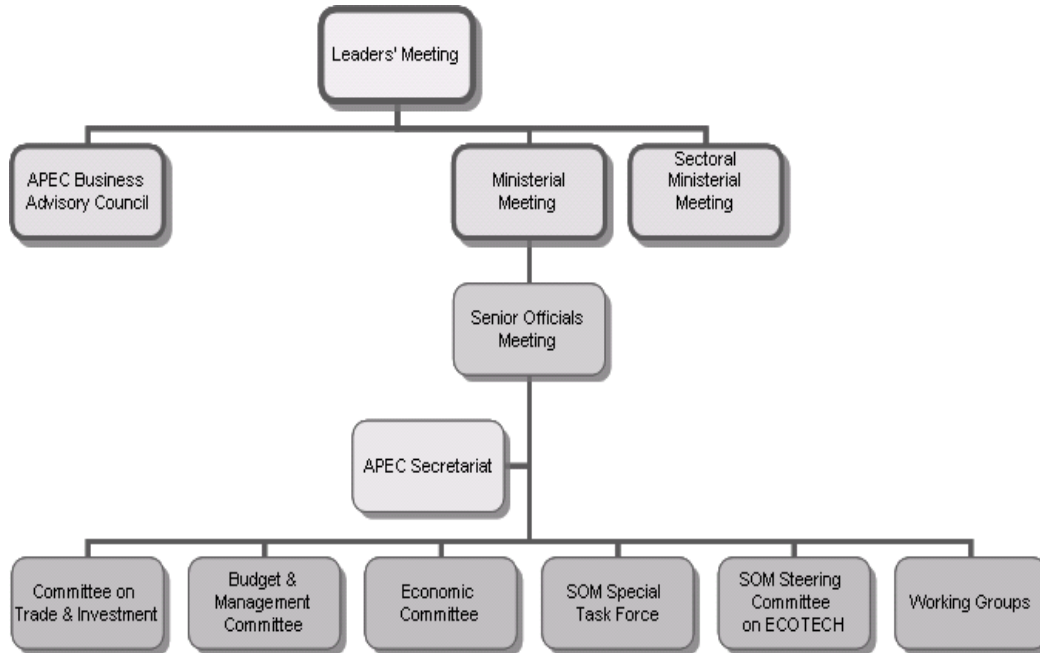 Leaders' Meeting
APEC Business
Advisory Council
Ministerial
Meeting
Sectoral
Ministerial
Meeting
Senior Officials
Meeting
APEC Secretariat
Committee on
Trade & Investment
Budget &
Management
Committee
Economic
Committee
SOM Special
Task Force
SOM Steering
Committee
on ECOTECH
Working Groups